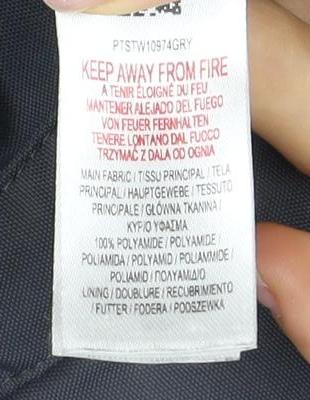 PTSTW10974GRY
KEEP AWAY FROM FIRE
A TENIR ÉLOIGNÉ DU FEU
MANTENER ALEJADO DEL FUEGO
VON FEUER FERNHALTEN
TENERE LONTANO DAL FUOCO
TRZYMAĆ Z DALA OD OGNIA
MAIN FABRIC / TISSU PRINCIPAL / TELA
PRINCIPAL / HAUPTGEWEBE / TESSUTO
PRINCIPALE / GŁÓWNA TKANINA /
ΚΥΡΙΟ ΥΦΑΣΜΑ
100% POLYAMIDE / POLYAMIDE /
POLIAMIDA / POLYAMID / POLIAMMIDE /
POLIAMID / ΠΟΛΥΑΜΙΔΙΟ
LINING / DOUBLURE / RECUBRIMIENTO
/ FUTTER / FODERA / PODSZEWKA